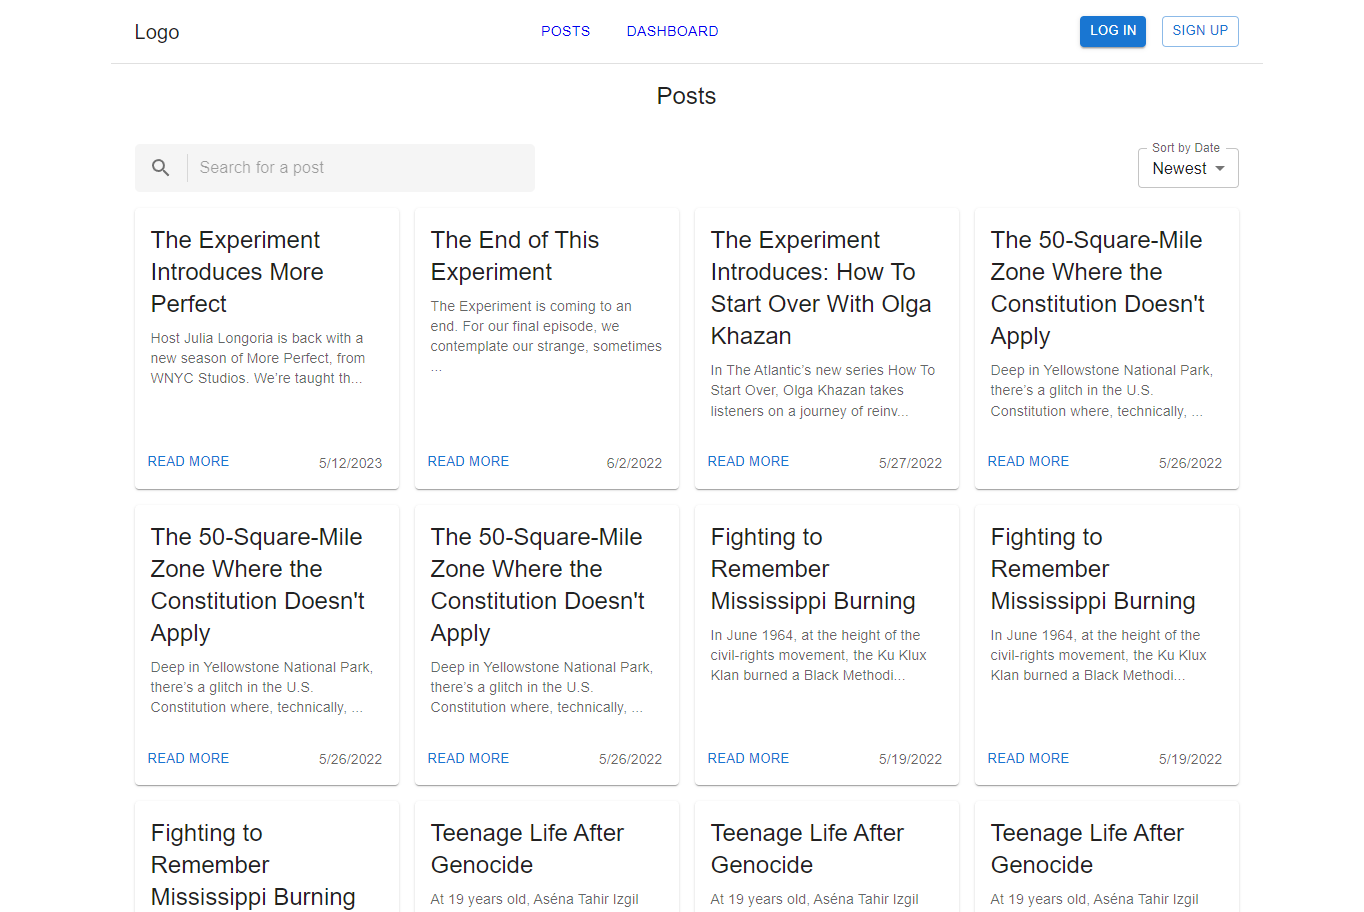 Logo
POSTS
DASHBOARD
LOG IN
SIGN UP
Posts
Search for a post
Sort by Date
Newest
The Experiment
Introduces More
Perfect
Host Julia Longoria is back with a
new season of More Perfect, from
WNYC Studios. We’re taught th...
READ MORE
5/12/2023
The End of This
Experiment
The Experiment is coming to an
end. For our final episode, we
contemplate our strange, sometimes
...
READ MORE
6/2/2022
The Experiment
Introduces: How To
Start Over With Olga
Khazan
In The Atlantic’s new series How To
Start Over, Olga Khazan takes
listeners on a journey of reinv...
READ MORE
5/27/2022
The 50-Square-Mile
Zone Where the
Constitution Doesn't
Apply
Deep in Yellowstone National Park,
there’s a glitch in the U.S.
Constitution where, technically, ...
READ MORE
5/26/2022
The 50-Square-Mile
Zone Where the
Constitution Doesn't
Apply
Deep in Yellowstone National Park,
there’s a glitch in the U.S.
Constitution where, technically, ...
READ MORE
5/26/2022
The 50-Square-Mile
Zone Where the
Constitution Doesn't
Apply
Deep in Yellowstone National Park,
there’s a glitch in the U.S.
Constitution where, technically, ...
READ MORE
5/26/2022
Fighting to
Remember
Mississippi Burning
In June 1964, at the height of the
civil-rights movement, the Ku Klux
Klan burned a Black Methodi...
READ MORE
5/19/2022
Fighting to
Remember
Mississippi Burning
In June 1964, at the height of the
civil-rights movement, the Ku Klux
Klan burned a Black Methodi...
READ MORE
5/19/2022
Fighting to
Remember
Mississippi Burning
Teenage Life After
Genocide
At 19 years old, Aséna Tahir Izgil
Teenage Life After
Genocide
At 19 years old, Aséna Tahir Izgil
Teenage Life After
Genocide
At 19 years old, Aséna Tahir Izgil